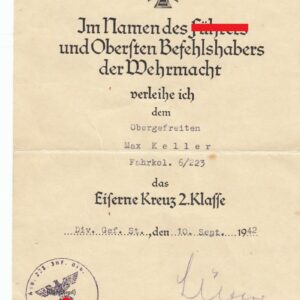 Im Namen des Führers
und Obersten Befehlshabers
der Wehrmacht
verleihe ich
dem
Obergefreiten
Max Keller
Fahrkol. 6/223
das
Eiserne Kreuz 2.Klasse
Div. Gef. St., den 10. Sept. 1942